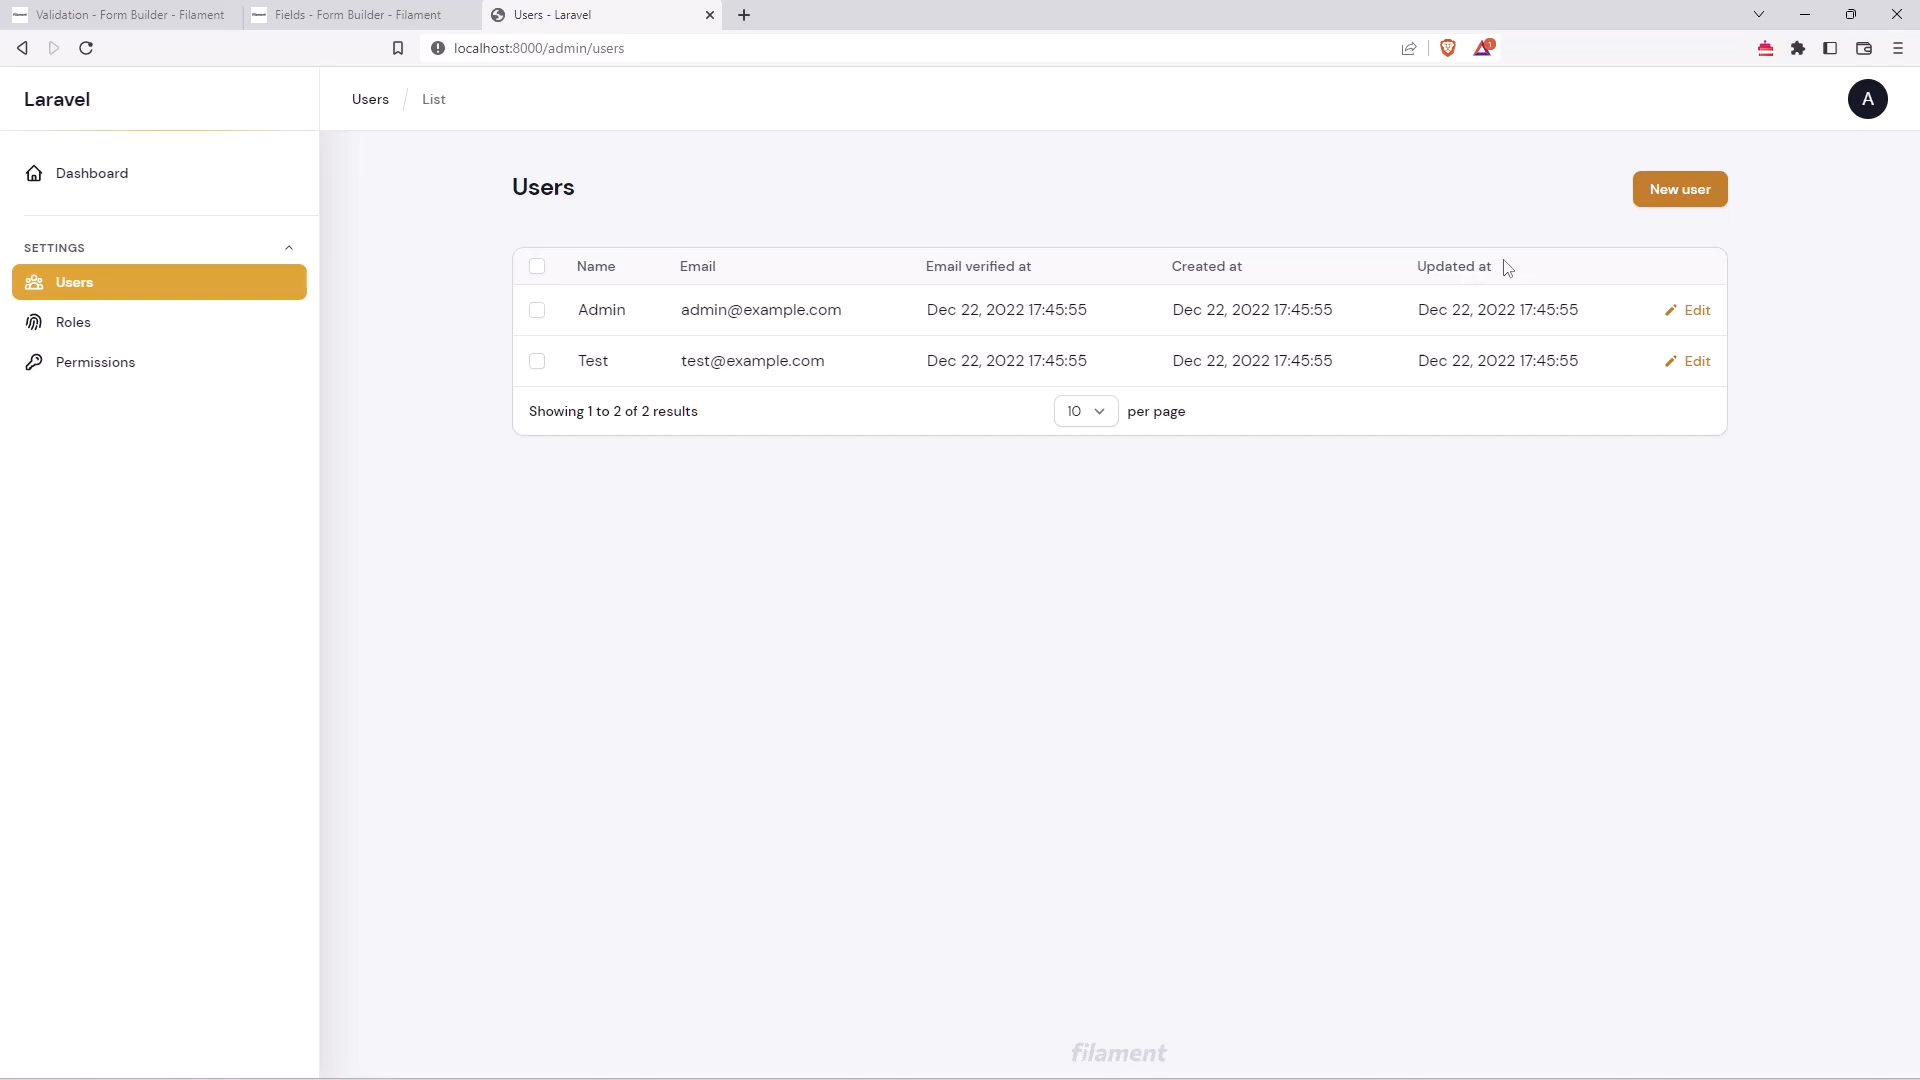 Validation - Form Builder - Filament
Fields - Form Builder - Filament
Users - Laravel
localhost:8000/admin/users
1
Laravel
Users
List
A
Dashboard
SETTINGS
Users
Roles
Permissions
Users
New user
Name Email Email verified at Created at Updated at
Admin admin@example.com Dec 22, 2022 17:45:55 Dec 22, 2022 17:45:55 Dec 22, 2022 17:45:55 Edit
Test test@example.com Dec 22, 2022 17:45:55 Dec 22, 2022 17:45:55 Dec 22, 2022 17:45:55 Edit
Showing 1 to 2 of 2 results 10 per page
filament